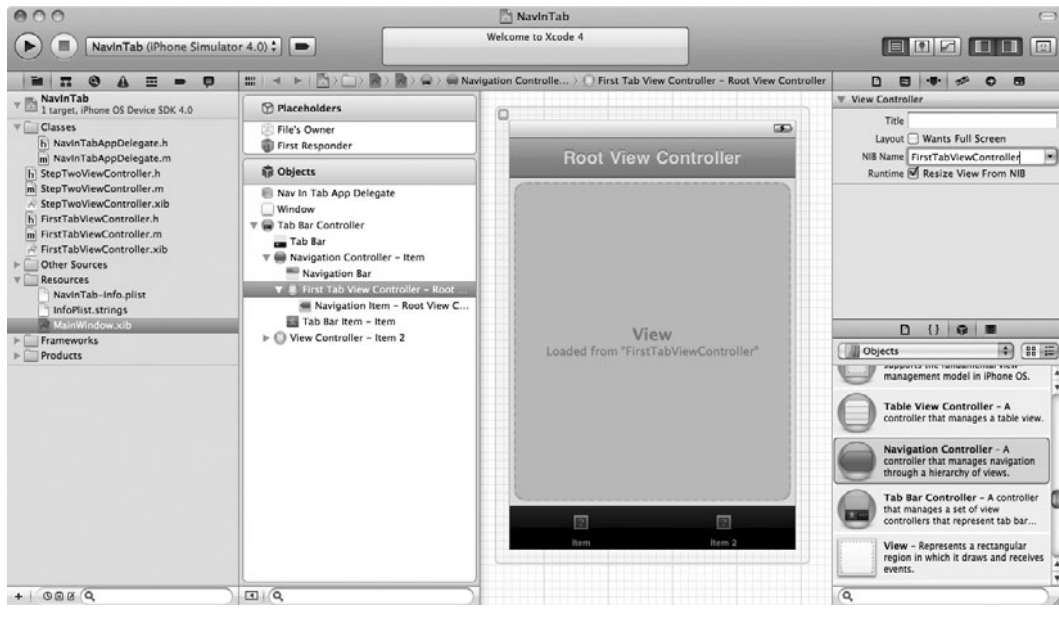 NavInTab
NavInTab (iPhone Simulator 4.0)
Welcome to Xcode 4
Navigation Controlle... 〉 First Tab View Controller – Root View Controller
NavInTab
1 target, iPhone OS Device SDK 4.0
Classes
NavInTabAppDelegate.h
NavInTabAppDelegate.m
StepTwoViewController.h
StepTwoViewController.m
StepTwoViewController.xib
FirstTabViewController.h
FirstTabViewController.m
FirstTabViewController.xib
Other Sources
Resources
NavInTab-Info.plist
InfoPlist.strings
MainWindow.xib
Frameworks
Products
Placeholders
File's Owner
First Responder
Objects
Nav In Tab App Delegate
Window
Tab Bar Controller
Tab Bar
Navigation Controller – Item
Navigation Bar
First Tab View Controller – Root ...
Navigation Item – Root View C...
Tab Bar Item – Item
View Controller – Item 2
Root View Controller
View
Loaded from "FirstTabViewController"
Item
Item 2
View Controller
Title
Layout Wants Full Screen
NIB Name FirstTabViewController
Runtime Resize View From NIB
Objects
supports the fundamental view
management model in iPhone OS.
Table View Controller – A
controller that manages a table view.
Navigation Controller – A
controller that manages navigation
through a hierarchy of views.
Tab Bar Controller – A controller
that manages a set of view
controllers that represent tab bar...
View – Represents a rectangular
region in which it draws and receives
events.